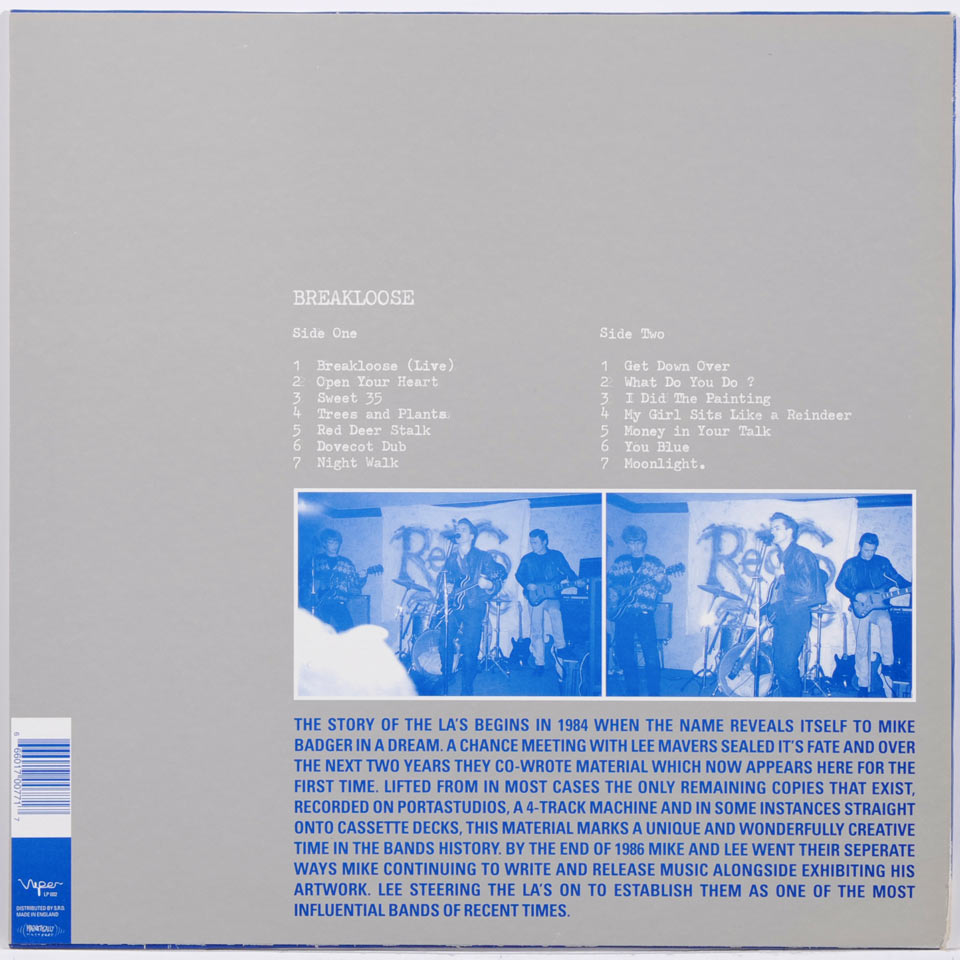 BREAKLOOSE
Side One
1 Breakloose (Live)
2 Open Your Heart
3 Sweet 35
4 Trees and Plants
5 Red Deer Stalk
6 Dovecot Dub
7 Night Walk
Side Two
1 Get Down Over
2 What Do You Do ?
3 I Did The Painting
4 My Girl Sits Like a Reindeer
5 Money in Your Talk
6 You Blue
7 Moonlight.
THE STORY OF THE LA'S BEGINS IN 1984 WHEN THE NAME REVEALS ITSELF TO MIKE
BADGER IN A DREAM. A CHANCE MEETING WITH LEE MAVERS SEALED IT'S FATE AND OVER
THE NEXT TWO YEARS THEY CO-WROTE MATERIAL WHICH NOW APPEARS HERE FOR THE
FIRST TIME. LIFTED FROM IN MOST CASES THE ONLY REMAINING COPIES THAT EXIST,
RECORDED ON PORTASTUDIOS, A 4-TRACK MACHINE AND IN SOME INSTANCES STRAIGHT
ONTO CASSETTE DECKS, THIS MATERIAL MARKS A UNIQUE AND WONDERFULLY CREATIVE
TIME IN THE BANDS HISTORY. BY THE END OF 1986 MIKE AND LEE WENT THEIR SEPERATE
WAYS MIKE CONTINUING TO WRITE AND RELEASE MUSIC ALONGSIDE EXHIBITING HIS
ARTWORK. LEE STEERING THE LA'S ON TO ESTABLISH THEM AS ONE OF THE MOST
INFLUENTIAL BANDS OF RECENT TIMES.
Viper
LP 002
DISTRIBUTED BY S.R.D.
MADE IN ENGLAND